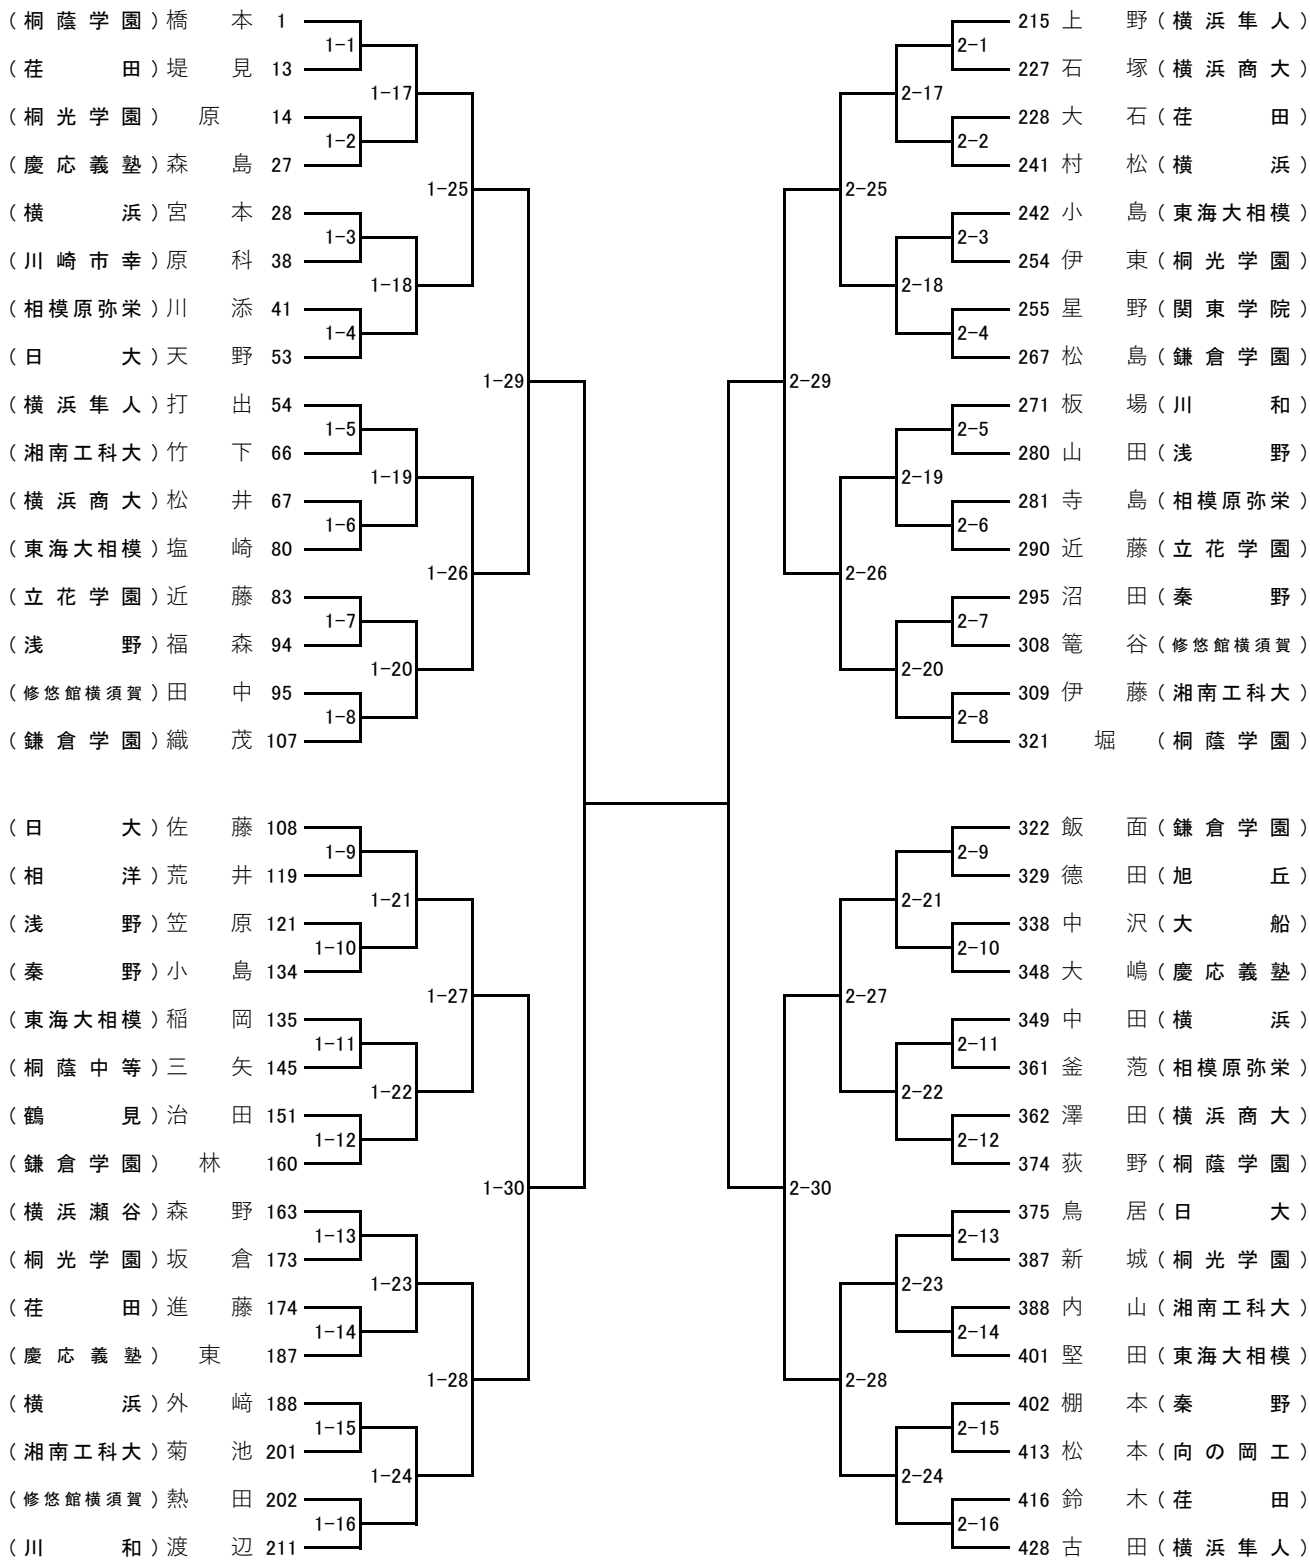 (桐蔭学園)橋本 1
1-1
(荏田)堤見 13
1-17
(桐光学園)原 14
1-2
(慶応義塾)森島 27
1-25
(横浜)宮本 28
1-3
(川崎市幸)原科 38
1-18
(相模原弥栄)川添 41
1-4
(日大)天野 53
1-29
(横浜隼人)打出 54
1-5
(湘南工科大)竹下 66
1-19
(横浜商大)松井 67
1-6
(東海大相模)塩崎 80
1-26
(立花学園)近藤 83
1-7
(浅野)福森 94
1-20
(修悠館横須賀)田中 95
1-8
(鎌倉学園)織茂 107
(日大)佐藤 108
1-9
(相洋)荒井 119
1-21
(浅野)笠原 121
1-10
(秦野)小島 134
1-27
(東海大相模)稲岡 135
1-11
(桐蔭中等)三矢 145
1-22
(鶴見)治田 151
1-12
(鎌倉学園)林 160
1-30
(横浜瀬谷)森野 163
1-13
(桐光学園)坂倉 173
1-23
(荏田)進藤 174
1-14
(慶応義塾)東 187
1-28
(横浜)外﨑 188
1-15
(湘南工科大)菊池 201
1-24
(修悠館横須賀)熱田 202
1-16
(川和)渡辺 211
215 上野(横浜隼人)
2-1
227 石塚(横浜商大)
2-17
228 大石(荏田)
2-2
241 村松(横浜)
2-25
242 小島(東海大相模)
2-3
254 伊東(桐光学園)
2-18
255 星野(関東学院)
2-4
267 松島(鎌倉学園)
2-29
271 板場(川和)
2-5
280 山田(浅野)
2-19
281 寺島(相模原弥栄)
2-6
290 近藤(立花学園)
2-26
295 沼田(秦野)
2-7
308 篭谷(修悠館横須賀)
2-20
309 伊藤(湘南工科大)
2-8
321 堀(桐蔭学園)
322 飯面(鎌倉学園)
2-9
329 德田(旭丘)
2-21
338 中沢(大船)
2-10
348 大嶋(慶応義塾)
2-27
349 中田(横浜)
2-11
361 釜萢(相模原弥栄)
2-22
362 澤田(横浜商大)
2-12
374 荻野(桐蔭学園)
2-30
375 鳥居(日大)
2-13
387 新城(桐光学園)
2-23
388 内山(湘南工科大)
2-14
401 堅田(東海大相模)
2-28
402 棚本(秦野)
2-15
413 松本(向の岡工)
2-24
416 鈴木(荏田)
2-16
428 古田(横浜隼人)